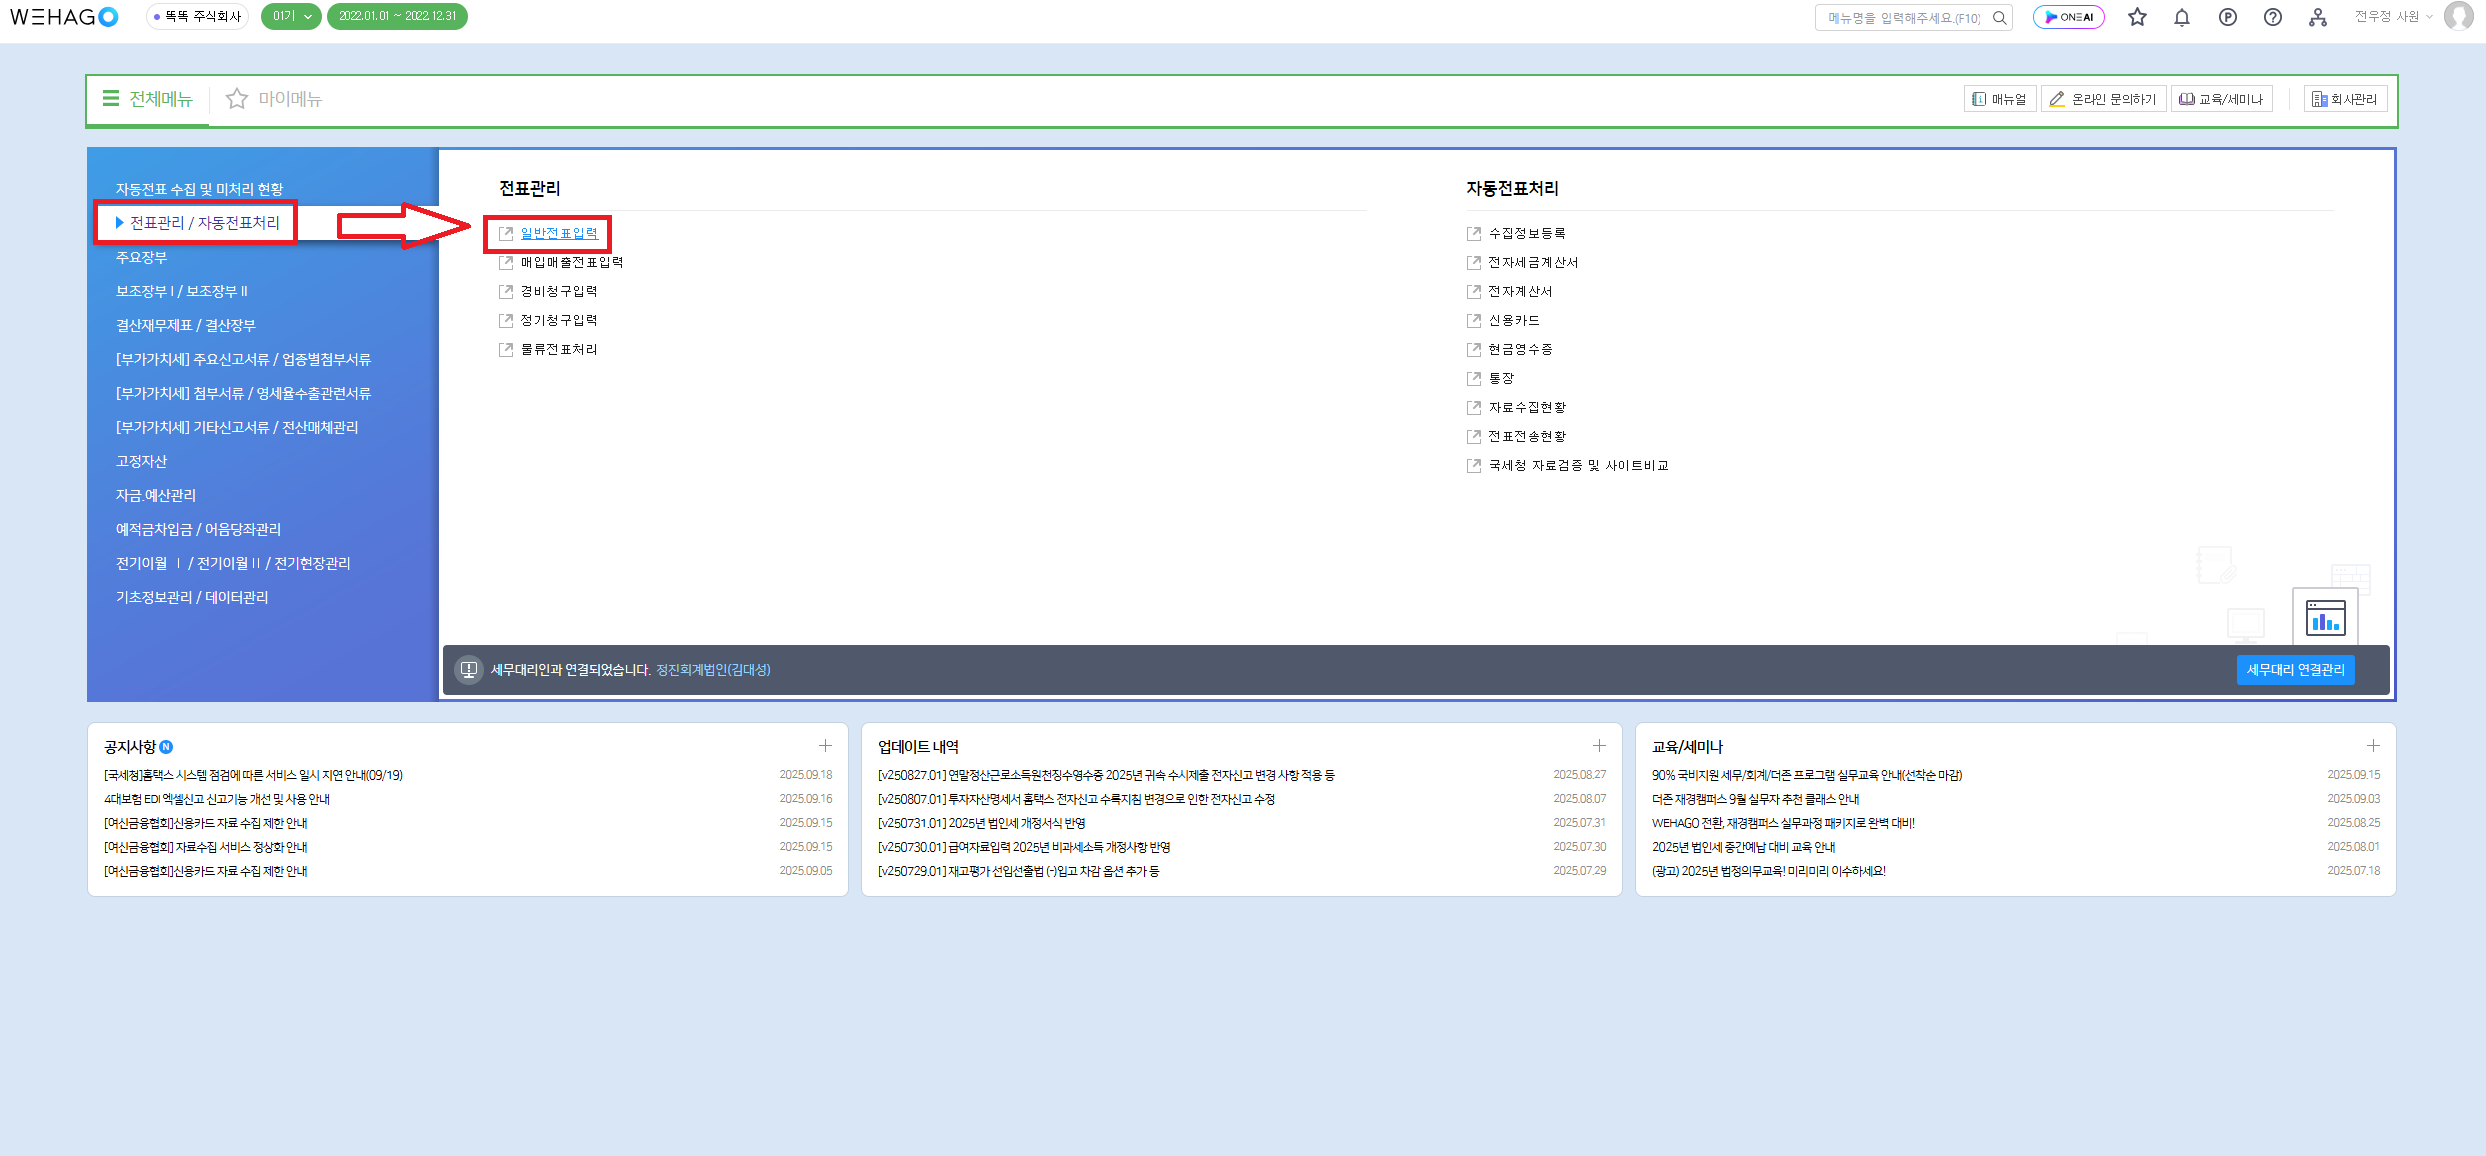 WEHAGO
똑똑 주식회사
01기
2022.01.01 ~ 2022.12.31
메뉴명을 입력해주세요.(F10)
ONE AI
전우정 사원
전체메뉴
마이메뉴
매뉴얼
온라인 문의하기
교육/세미나
회사관리
자동전표 수집 및 미처리 현황
전표관리 / 자동전표처리
주요장부
보조장부 I / 보조장부 II
결산재무제표 / 결산장부
[부가가치세] 주요신고서류 / 업종별첨부서류
[부가가치세] 첨부서류 / 영세율수출관련서류
[부가가치세] 기타신고서류 / 전산매체관리
고정자산
자금.예산관리
예적금차입금 / 어음당좌관리
전기이월 Ⅰ / 전기이월 II / 전기현장관리
기초정보관리 / 데이터관리
전표관리
일반전표입력
매입매출전표입력
경비청구입력
정기청구입력
물류전표처리
자동전표처리
수집정보등록
전자세금계산서
전자계산서
신용카드
현금영수증
통장
자료수집현황
전표전송현황
국세청 자료검증 및 사이트비교
세무대리인과 연결되었습니다. 정진회계법인(김대성)
세무대리 연결관리
공지사항 N
[국세청]홈택스 시스템 점검에 따른 서비스 일시 지연 안내(09/19) 2025.09.18
4대보험 EDI 엑셀신고 신고기능 개선 및 사용 안내 2025.09.16
[여신금융협회]신용카드 자료 수집 제한 안내 2025.09.15
[여신금융협회] 자료수집 서비스 정상화 안내 2025.09.15
[여신금융협회]신용카드 자료 수집 제한 안내 2025.09.05
업데이트 내역
[v250827.01] 연말정산근로소득원천징수영수증 2025년 귀속 수시제출 전자신고 변경 사항 적용 등 2025.08.27
[v250807.01] 투자자산명세서 홈택스 전자신고 수록지침 변경으로 인한 전자신고 수정 2025.08.07
[v250731.01] 2025년 법인세 개정서식 반영 2025.07.31
[v250730.01] 급여자료입력 2025년 비과세소득 개정사항 반영 2025.07.30
[v250729.01] 재고평가 선입선출법 (-)입고 차감 옵션 추가 등 2025.07.29
교육/세미나
90% 국비지원 세무/회계/더존 프로그램 실무교육 안내(선착순 마감) 2025.09.15
더존 재경캠퍼스 9월 실무자 추천 클래스 안내 2025.09.03
WEHAGO 전환, 재경캠퍼스 실무과정 패키지로 완벽 대비! 2025.08.25
2025년 법인세 중간예납 대비 교육 안내 2025.08.01
(광고) 2025년 법정의무교육! 미리미리 이수하세요! 2025.07.18